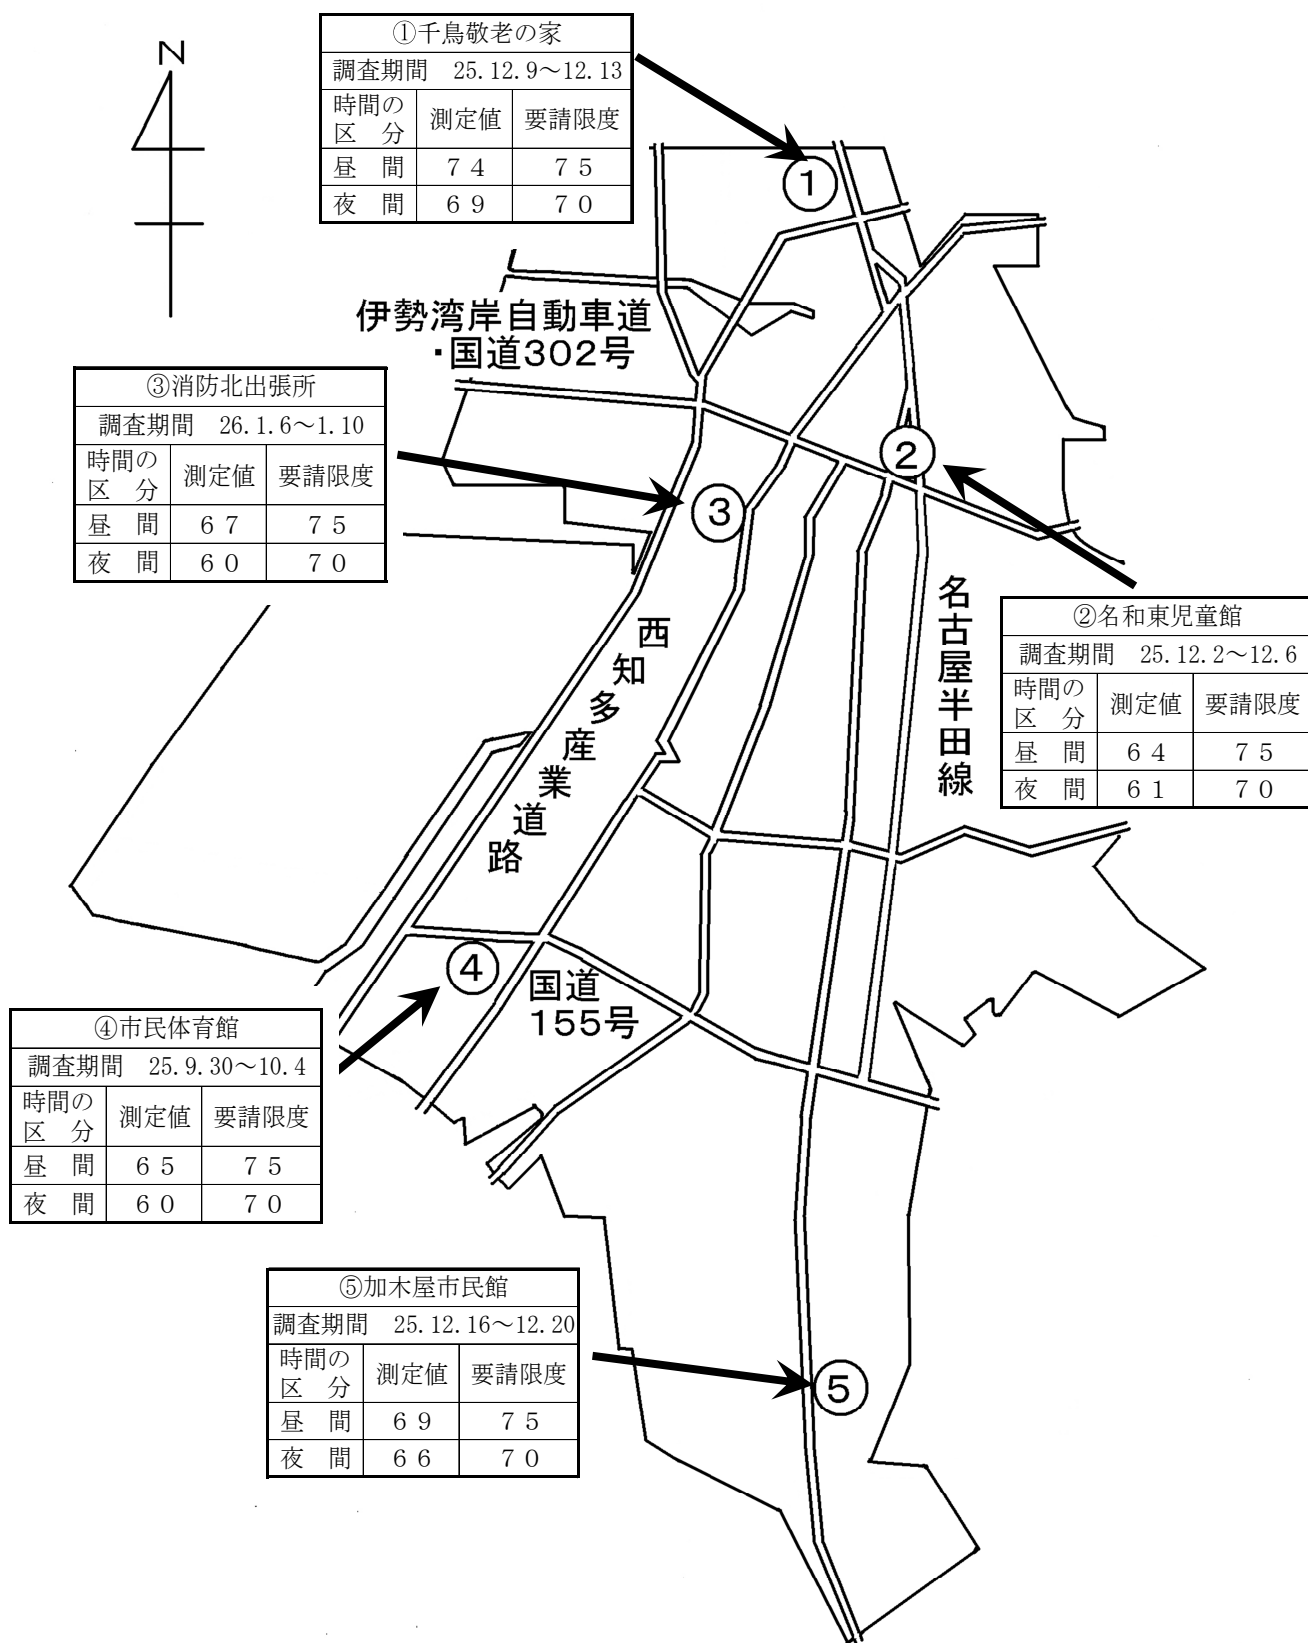 N
①千鳥敬老の家
調査期間 25.12.9～12.13
時間の区分 測定値 要請限度
昼間 74 75
夜間 69 70
1
伊勢湾岸自動車道
・国道302号
③消防北出張所
調査期間 26.1.6～1.10
時間の区分 測定値 要請限度
昼間 67 75
夜間 60 70
2
3
名古屋半田線
西知多産業道路
②名和東児童館
調査期間 25.12.2～12.6
時間の区分 測定値 要請限度
昼間 64 75
夜間 61 70
4
国道
155号
④市民体育館
調査期間 25.9.30～10.4
時間の区分 測定値 要請限度
昼間 65 75
夜間 60 70
⑤加木屋市民館
調査期間 25.12.16～12.20
時間の区分 測定値 要請限度
昼間 69 75
夜間 66 70
5